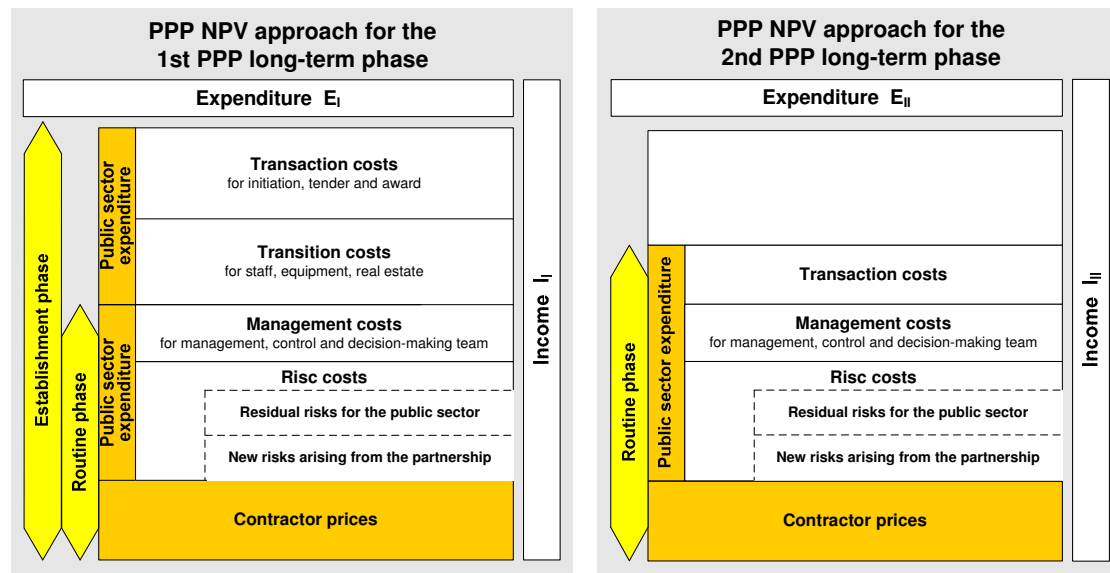 PPP NPV approach for the
1st PPP long-term phase
Expenditure E_I
Establishment phase
Routine phase
Public sector
expenditure
Transaction costs
for initiation, tender and award
Transition costs
for staff, equipment, real estate
Public sector
expenditure
Management costs
for management, control and decision-making team
Risc costs
Residual risks for the public sector
New risks arising from the partnership
Contractor prices
Income I_I
PPP NPV approach for the
2nd PPP long-term phase
Expenditure E_II
Routine phase
Public sector expenditure
Transaction costs
Management costs
for management, control and decision-making team
Risc costs
Residual risks for the public sector
New risks arising from the partnership
Contractor prices
Income I_II